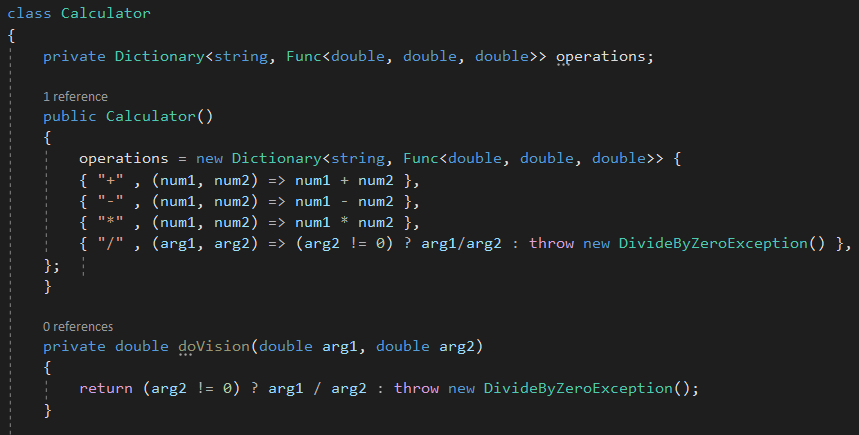 class Calculator
{
private Dictionary<string, Func<double, double, double>> operations;
1 reference
public Calculator()
{
operations = new Dictionary<string, Func<double, double, double>> {
{ "+" , (num1, num2) => num1 + num2 },
{ "-" , (num1, num2) => num1 - num2 },
{ "*" , (num1, num2) => num1 * num2 },
{ "/" , (arg1, arg2) => (arg2 != 0) ? arg1/arg2 : throw new DivideByZeroException() },
};
}
0 references
private double doVision(double arg1, double arg2)
{
return (arg2 != 0) ? arg1 / arg2 : throw new DivideByZeroException();
}